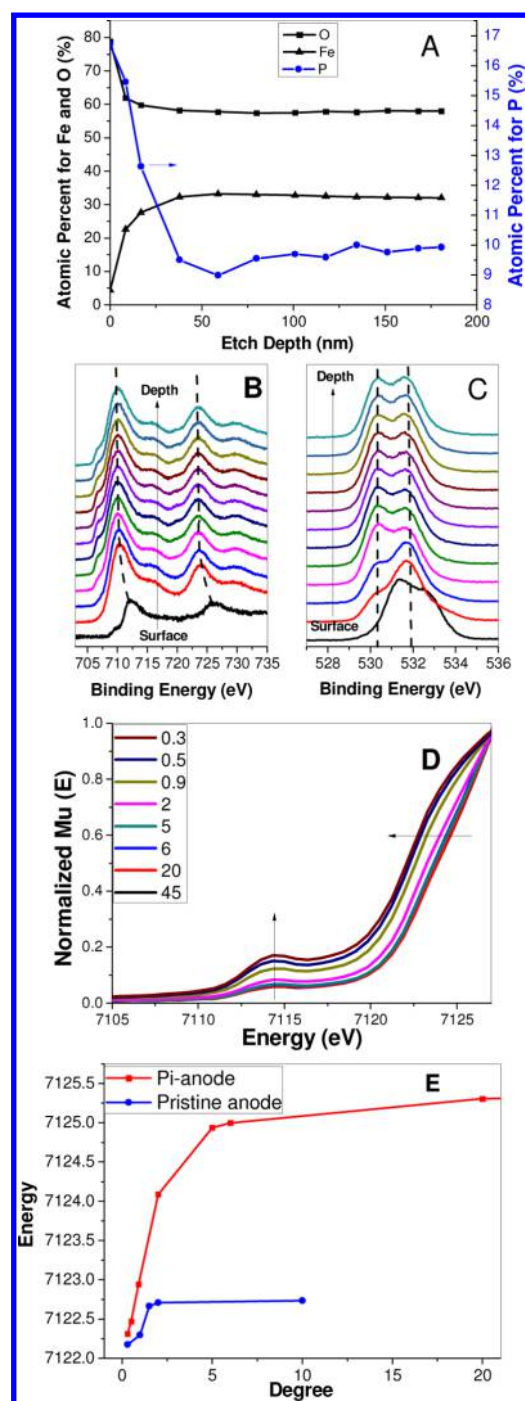 A
O
Fe
P
Atomic Percent for Fe and O (%)
80
70
60
50
40
30
20
10
0
Atomic Percent for P (%)
17
16
15
14
13
12
11
10
9
8
0 50 100 150 200
Etch Depth (nm)
B
Depth
Surface
705 710 715 720 725 730 735
Binding Energy (eV)
C
Depth
Surface
528 530 532 534 536
Binding Energy (eV)
D
0.3
0.5
0.9
2
5
6
20
45
Normalized Mu (E)
1.0
0.8
0.6
0.4
0.2
0.0
7105 7110 7115 7120 7125
Energy (eV)
E
Pi-anode
Pristine anode
Energy
7125.5
7125.0
7124.5
7124.0
7123.5
7123.0
7122.5
7122.0
0 5 10 15 20
Degree